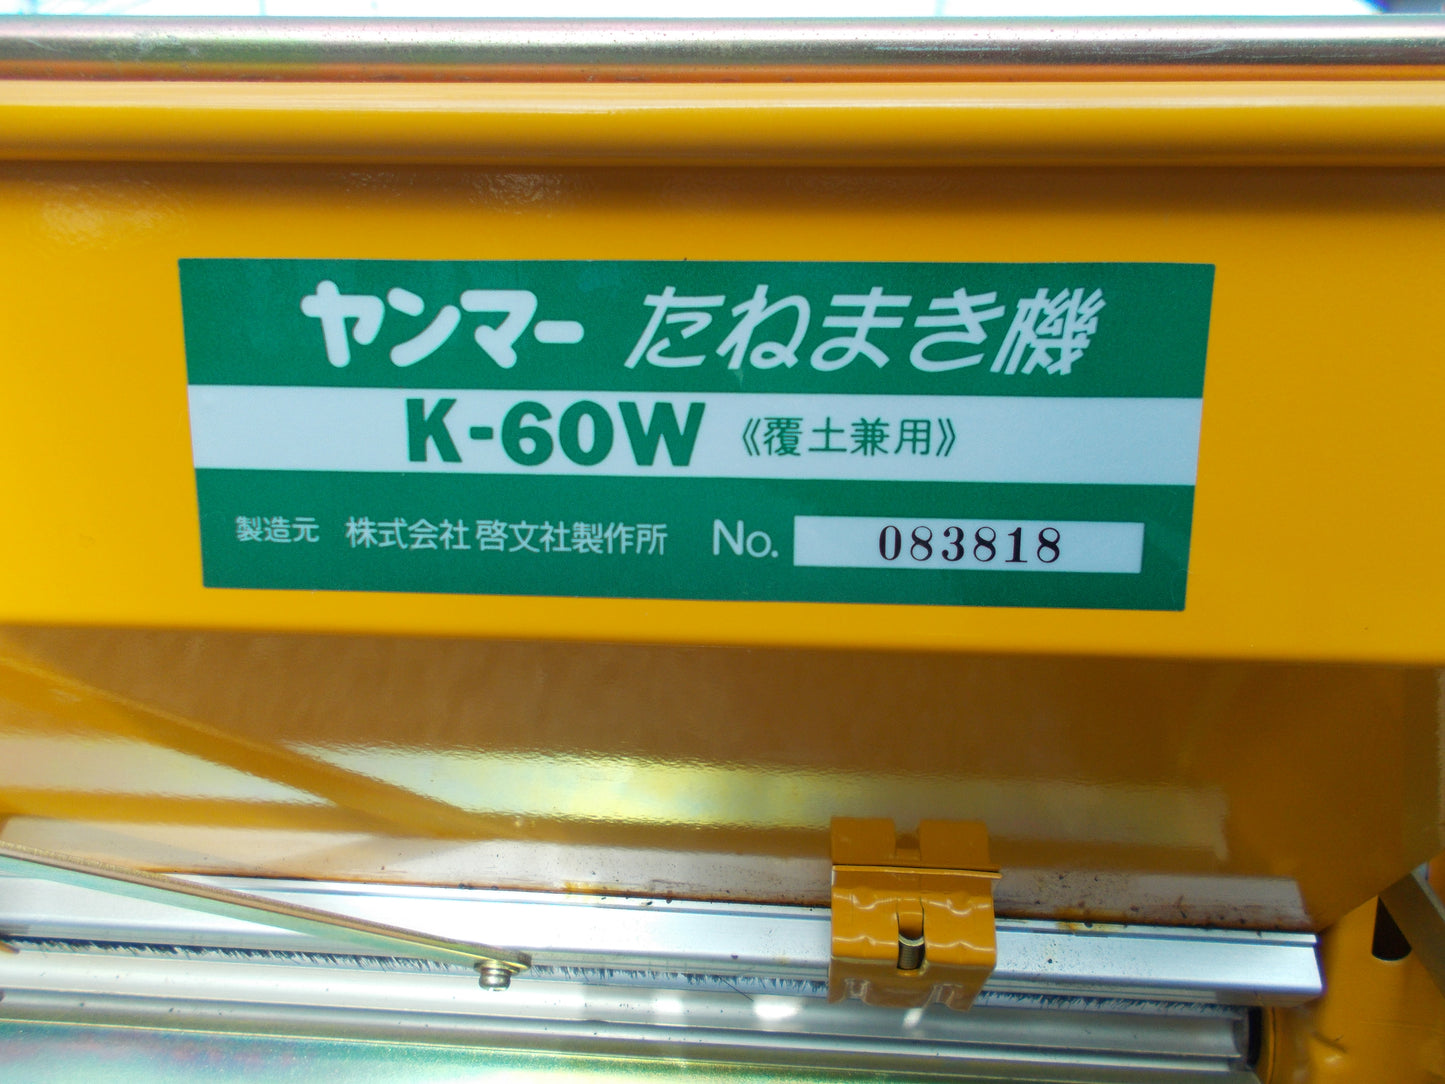 ヤンマー たねまき機
K-60W 《覆土兼用》
製造元 株式会社 啓文社製作所 No. 083818